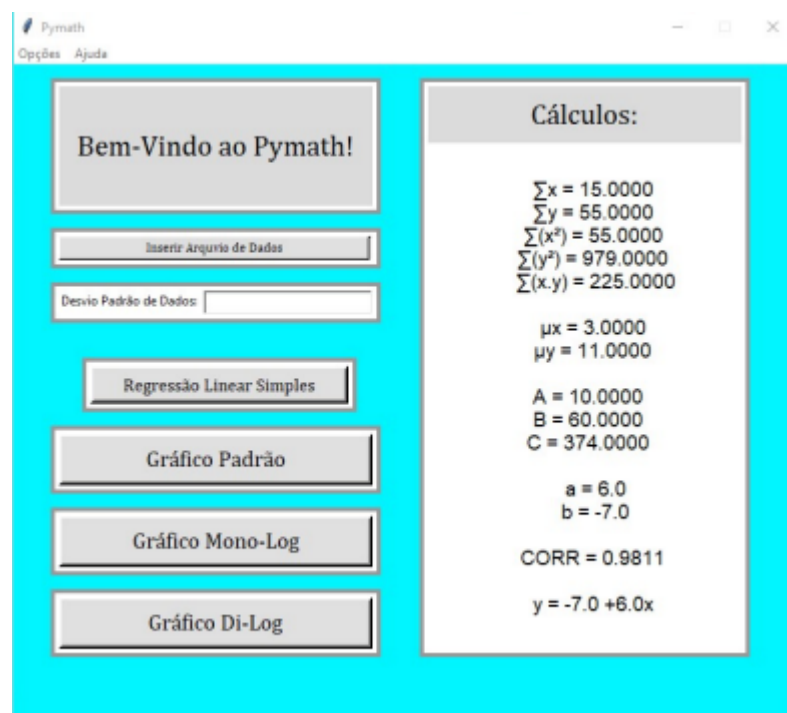 Pymath
Opções Ajuda
Bem-Vindo ao Pymath!
Inserir Arquvio de Dados
Desvio Padrão de Dados:
Regressão Linear Simples
Gráfico Padrão
Gráfico Mono-Log
Gráfico Di-Log
Cálculos:
∑x = 15.0000
∑y = 55.0000
∑(x²) = 55.0000
∑(y²) = 979.0000
∑(x.y) = 225.0000
μx = 3.0000
μy = 11.0000
A = 10.0000
B = 60.0000
C = 374.0000
a = 6.0
b = -7.0
CORR = 0.9811
y = -7.0 +6.0x